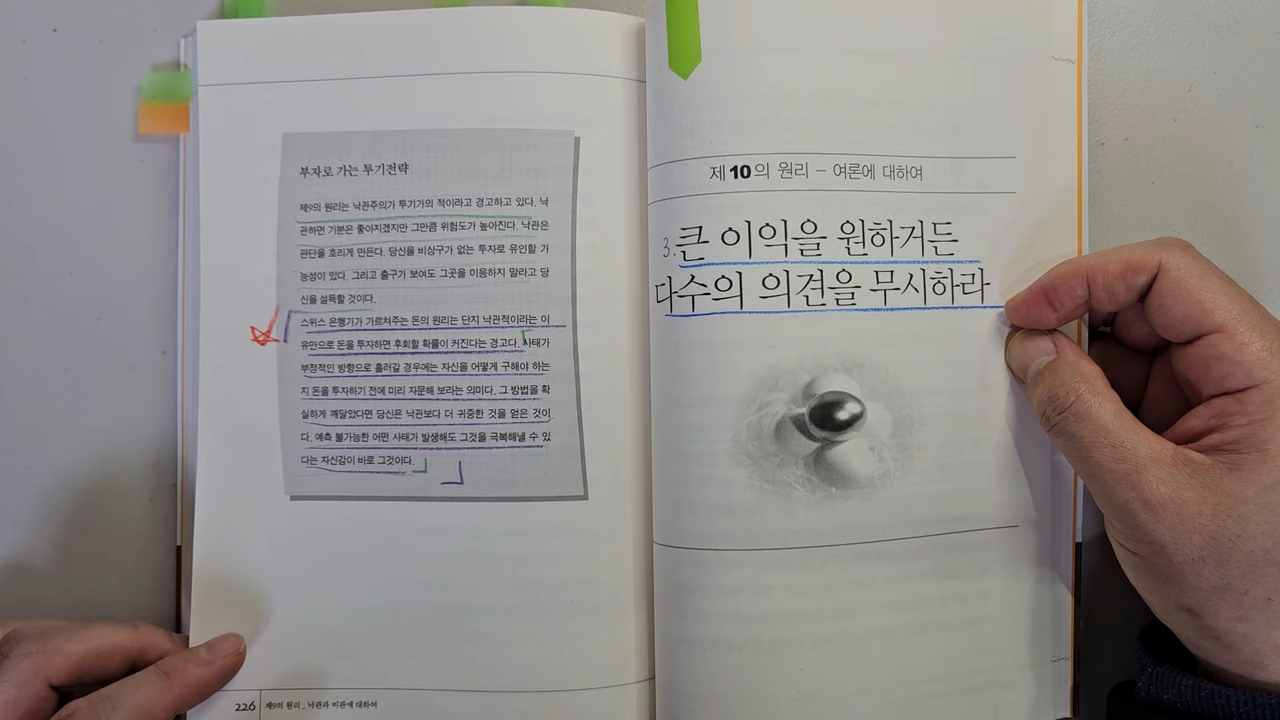 부자로 가는 투기전략
제9의 원리는 낙관주의가 투기가의 적이라고 경고하고 있다. 낙
관하면 기분은 좋아지겠지만 그만큼 위험도가 높아진다. 낙관은
판단을 흐리게 만든다. 당신을 비상구가 없는 투자로 유인할 가
능성이 있다. 그리고 출구가 보여도 그곳을 이용하지 말라고 당
신을 설득할 것이다.
스위스 은행가가 가르쳐주는 돈의 원리는 단지 낙관적이라는 이
유만으로 돈을 투자하면 후회할 확률이 커진다는 경고다. 사태가
부정적인 방향으로 흘러갈 경우에는 자신을 어떻게 구해야 하는
지 돈을 투자하기 전에 미리 자문해 보라는 의미다. 그 방법을 확
실하게 깨달았다면 당신은 낙관보다 더 귀중한 것을 얻은 것이
다. 예측 불가능한 어떤 사태가 발생해도 그것을 극복해낼 수 있
다는 자신감이 바로 그것이다.
226 제9의 원리_낙관과 비관에 대하여
제10의 원리 – 여론에 대하여
3. 큰 이익을 원하거든
다수의 의견을 무시하라